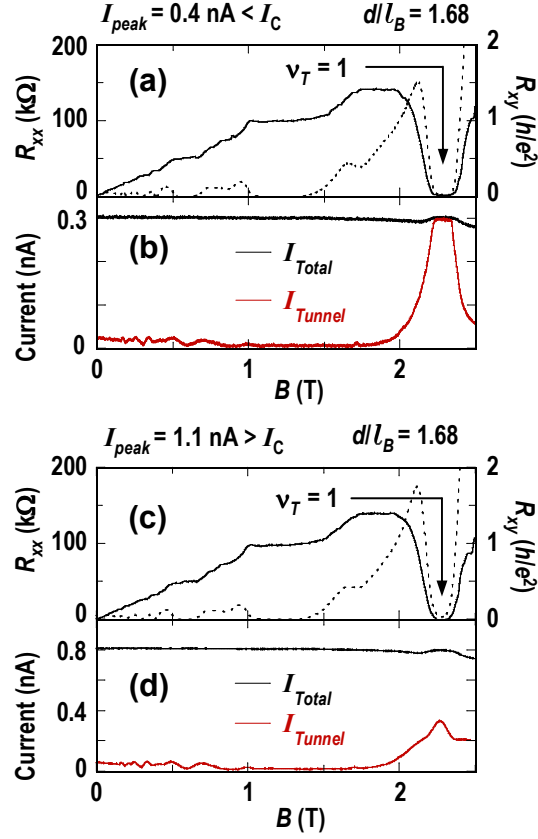 I_peak = 0.4 nA < I_C d/l_B = 1.68
200
2
(a)
ν_T = 1
R_xx (kΩ)
100
1
R_xy (h/e²)
0
0
0.3
(b)
I_Total
I_Tunnel
Current (nA)
0
0 1 2
B (T)
I_peak = 1.1 nA > I_C d/l_B = 1.68
200
2
(c)
ν_T = 1
R_xx (kΩ)
100
1
R_xy (h/e²)
0
0
0.8
(d)
I_Total
0.4
I_Tunnel
Current (nA)
0
0 1 2
B (T)